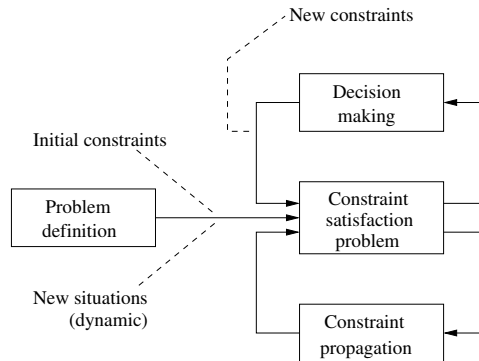 New constraints
Decision
making
Initial constraints
Problem
definition
Constraint
satisfaction
problem
New situations
(dynamic)
Constraint
propagation